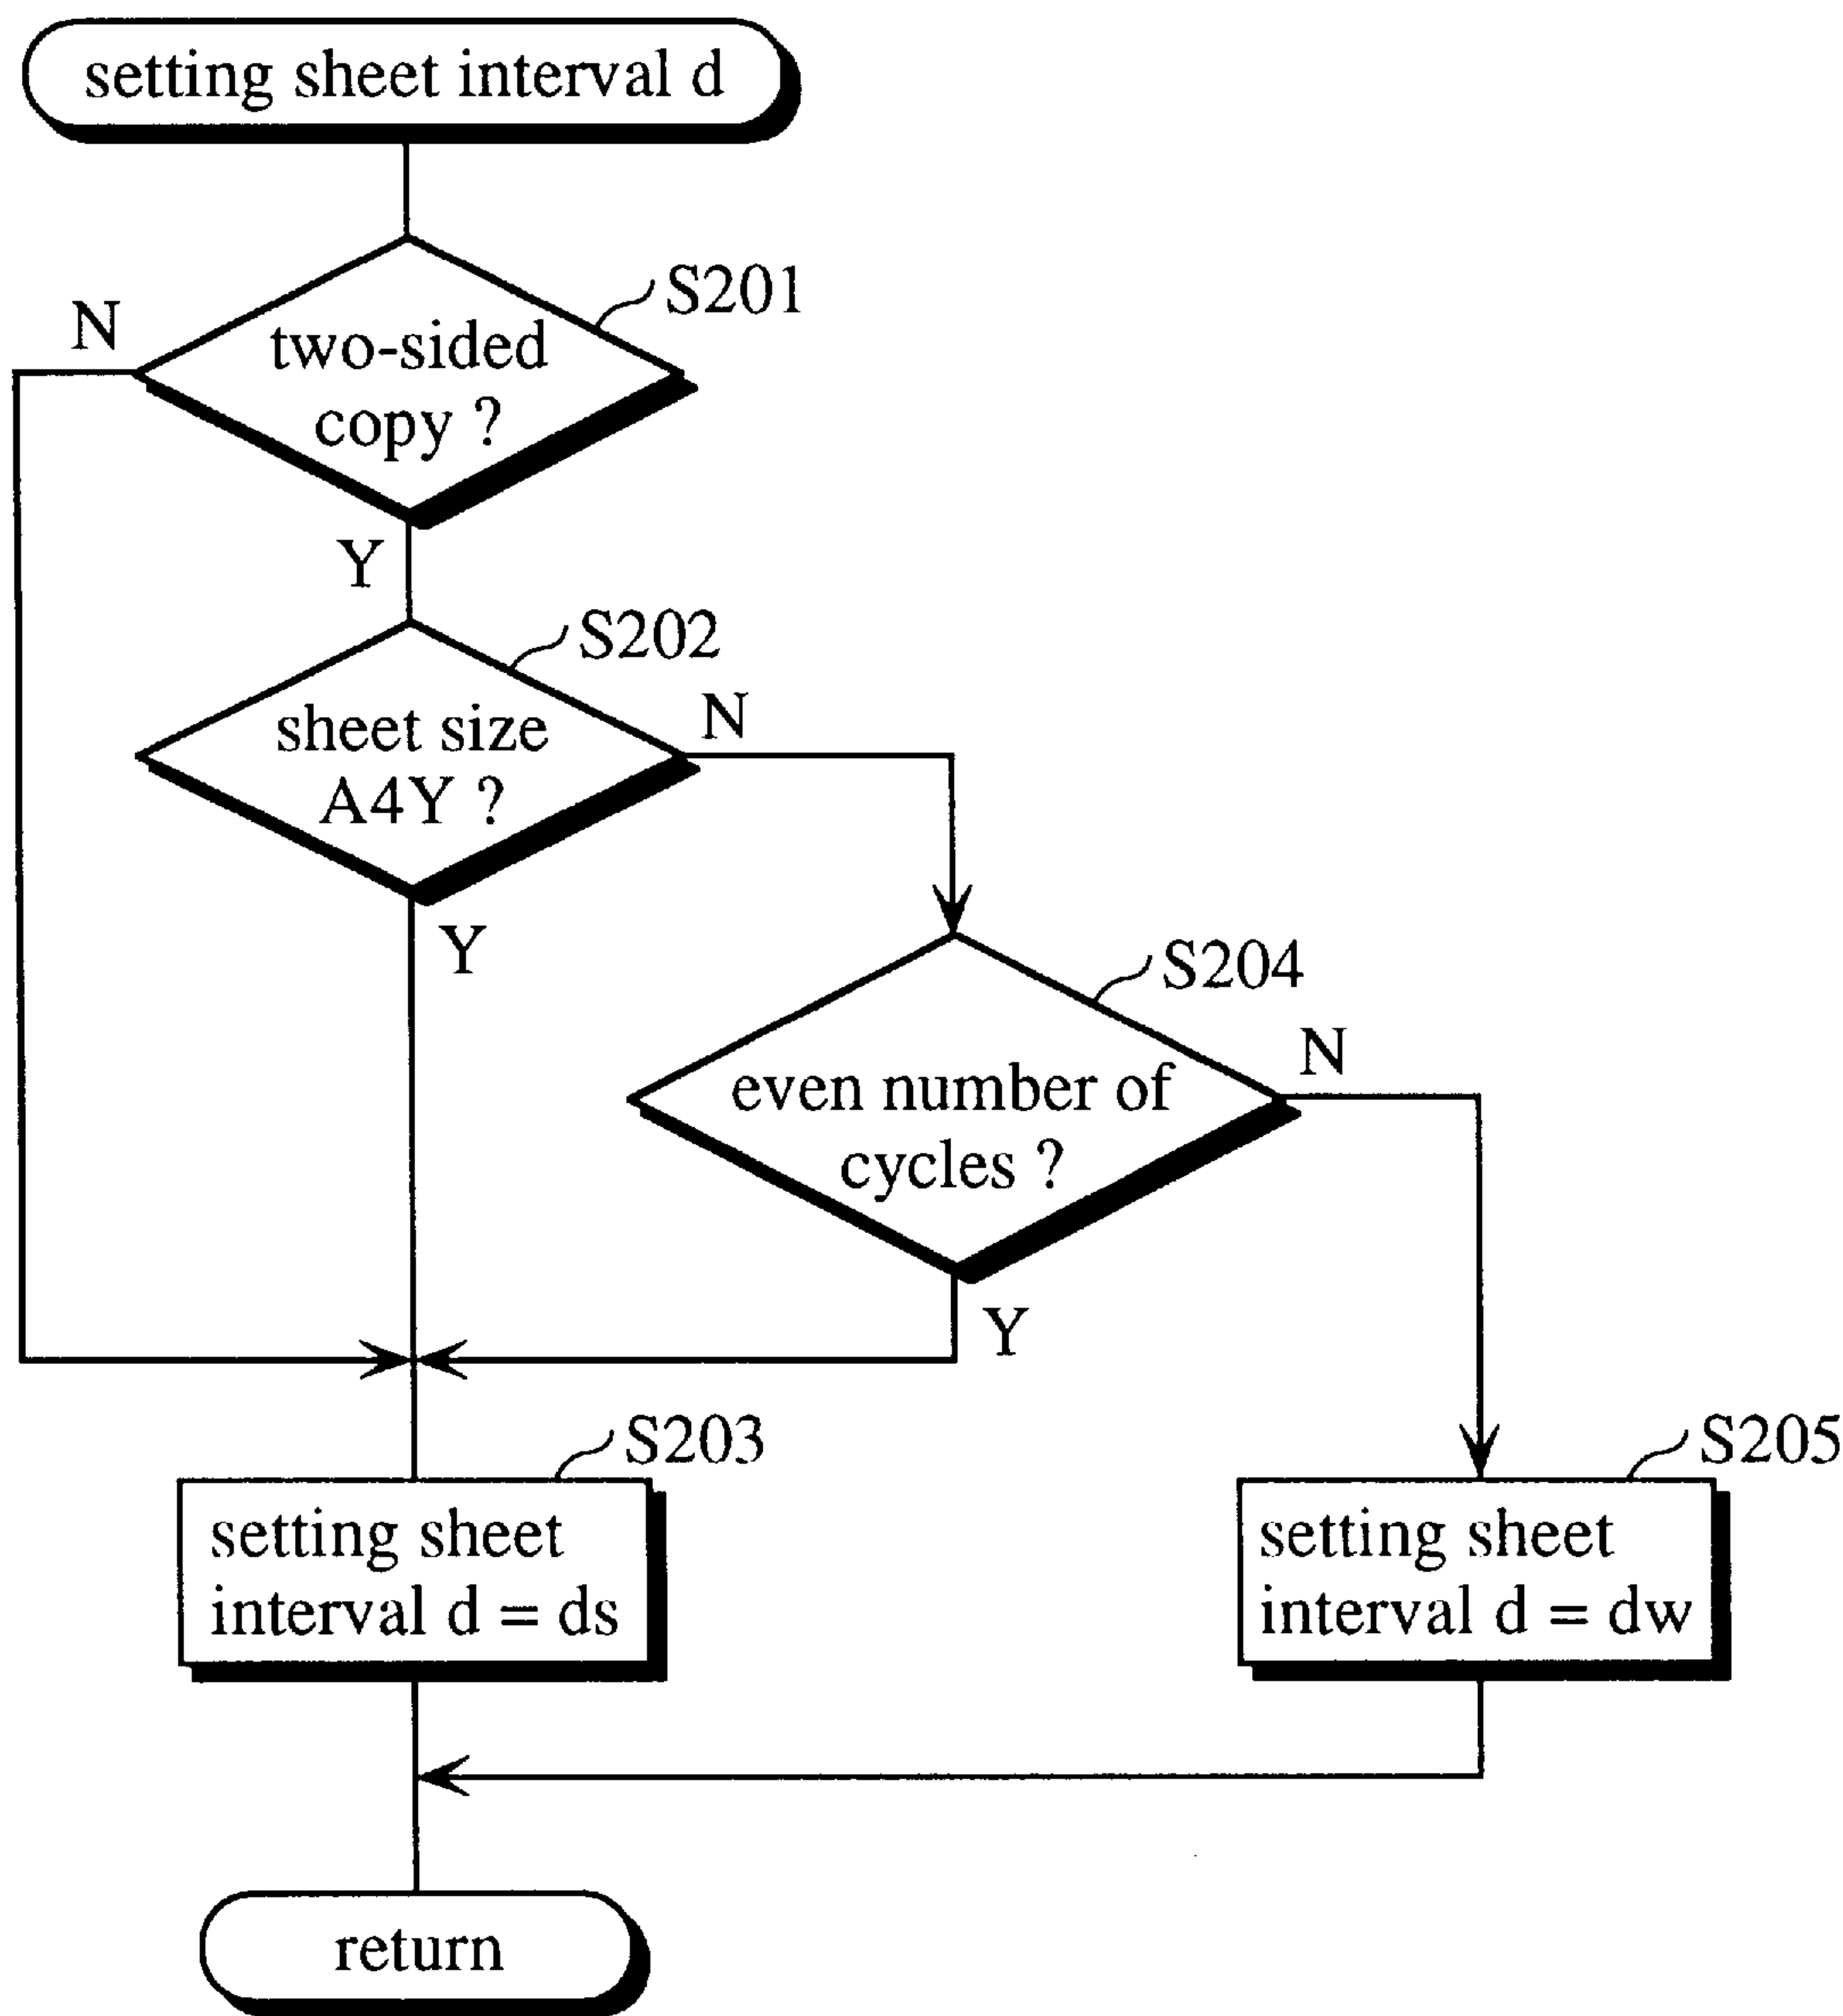 setting sheet interval d
S201
N
two-sided
copy ?
Y
S202
N
sheet size
A4Y ?
Y
S204
N
even number of
cycles ?
Y
S203
setting sheet
interval d = ds
S205
setting sheet
interval d = dw
return